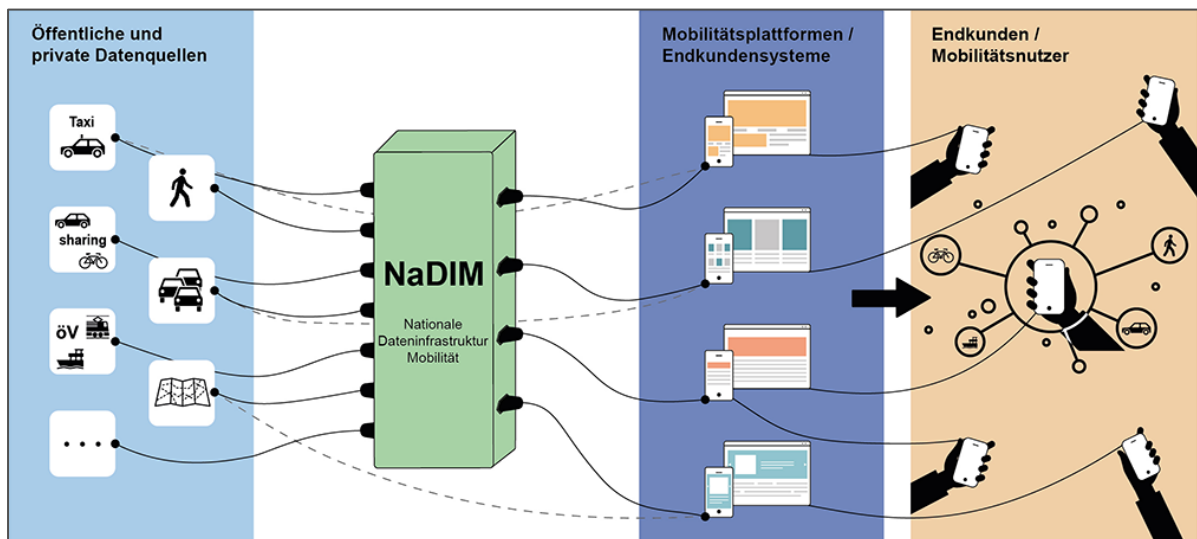 Öffentliche und
private Datenquellen
Taxi
sharing
öV
NaDIM
Nationale
Dateninfrastruktur
Mobilität
Mobilitätsplattformen /
Endkundensysteme
Endkunden /
Mobilitätsnutzer